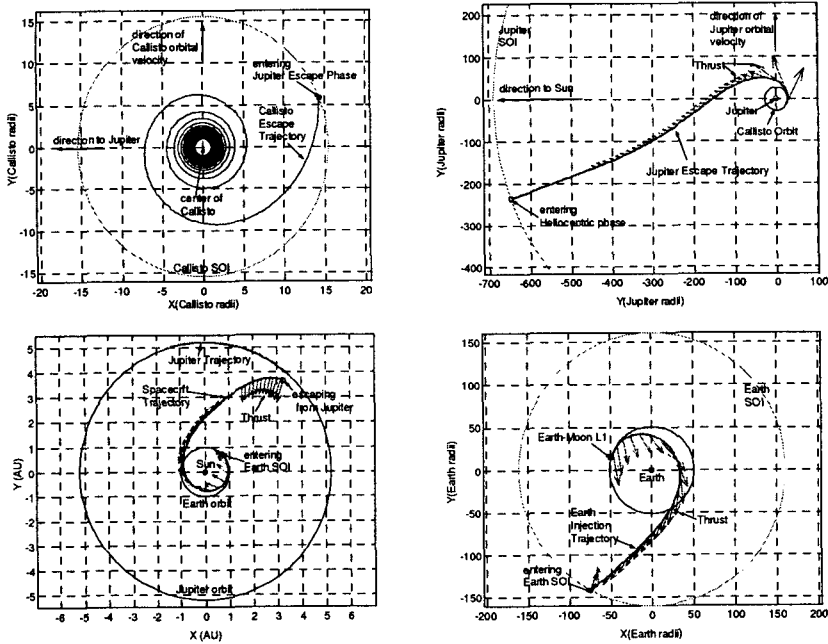 15
10
5
0
-5
-10
-15
-20
-15
-10
-5
0
5
10
15
20
Y(Callisto radii)
X(Callisto radii)
direction of
Callisto orbital
velocity
entering
Jupiter Escape Phase
Callisto
Escape
Trajectory
direction to Jupiter
center of
Callisto
Callisto SOI
200
100
0
-100
-200
-300
-400
-700
-600
-500
-400
-300
-200
-100
0
100
Y(Jupiter radii)
Y(Jupiter radii)
Jupiter
SOI
direction of
Jupiter orbital
velocity
Thrust
direction to Sun
Jupiter
Callisto Orbit
Jupiter Escape Trajectory
entering
Heliocentric phase
5
4
3
2
1
0
-1
-2
-3
-4
-5
-6
-5
-4
-3
-2
-1
0
1
2
3
4
5
6
Y (AU)
X (AU)
Jupiter Trajectory
Spacecrft
Trajectory
escaping
from Jupiter
Thrust
entering
Earth SOI
Sun
Earth orbit
Jupiter orbit
150
100
50
0
-50
-100
-150
-200
-150
-100
-50
0
50
100
150
200
Y(Earth radii)
X(Earth radii)
Earth
SOI
Earth-Moon L1
Earth
Earth
Injection
Trajectory
Thrust
entering
Earth SOI